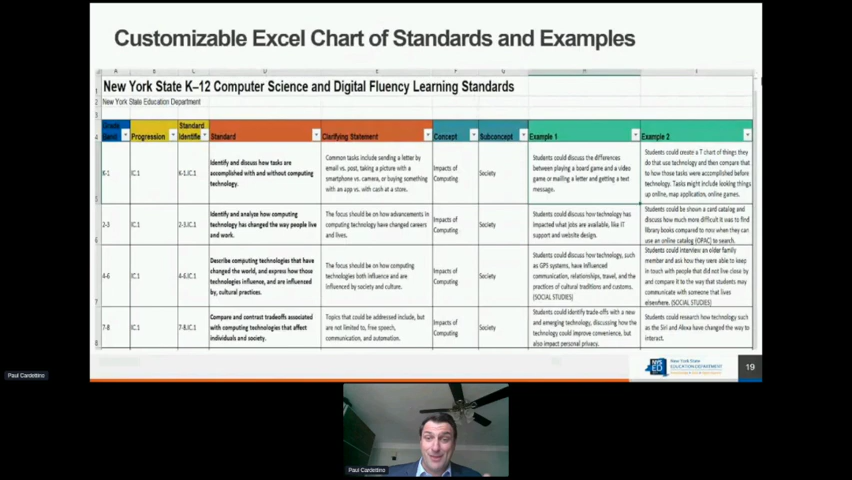 Customizable Excel Chart of Standards and Examples
A B C D E F G H I
1 New York State K–12 Computer Science and Digital Fluency Learning Standards
2 New York State Education Department
3
4 Grade Band Progression Standard Identifier Standard Clarifying Statement Concept Subconcept Example 1 Example 2
K-1
IC.1
K-1.IC.1
Identify and discuss how tasks are
accomplished with and without computing
technology.
Common tasks include sending a letter by
email vs. post, taking a picture with a
smartphone vs. camera, or buying something
with an app vs. with cash at a store.
Impacts of
Computing
Society
Students could discuss the differences
between playing a board game and a video
game or mailing a letter and getting a text
message.
Students could create a T chart of things they
do that use technology and then compare that
to how those tasks were accomplished before
technology. Tasks might include looking things
up online, map application, online games.
2-3
IC.1
2-3.IC.1
Identify and analyze how computing
technology has changed the way people live
and work.
The focus should be on how advancements in
computing technology have changed careers
and lives.
Impacts of
Computing
Society
Students could discuss how technology has
impacted what jobs are available, like IT
support and website design.
Students could be shown a card catalog and
discuss how much more difficult it was to find
library books compared to now when they can
use an online catalog (OPAC) to search.
4-6
IC.1
4-6.IC.1
Describe computing technologies that have
changed the world, and express how those
technologies influence, and are influenced
by, cultural practices.
The focus should be on how computing
technologies both influence and are
influenced by society and culture.
Impacts of
Computing
Society
Students could discuss how technology, such
as GPS systems, have influenced
communication, relationships, travel, and the
practices of cultural traditions and customs.
(SOCIAL STUDIES)
Students could interview an older family
member and ask how they were able to keep
in touch with people that did not live close by
and compare it to the way that students may
communicate with someone that lives
elsewhere. (SOCIAL STUDIES)
7-8
IC.1
7-8.IC.1
Compare and contrast tradeoffs associated
with computing technologies that affect
individuals and society.
Topics that could be addressed include, but
are not limited to, free speech,
communication, and automation.
Impacts of
Computing
Society
Students could identify trade-offs with a new
and emerging technology, discussing how the
technology could improve convenience, but
also impact personal privacy.
Students could research how technology such
as the Siri and Alexa have changed the way to
interact.
NYS
ED
New York State
EDUCATION DEPARTMENT
19
Paul Cardettino
Paul Cardettino